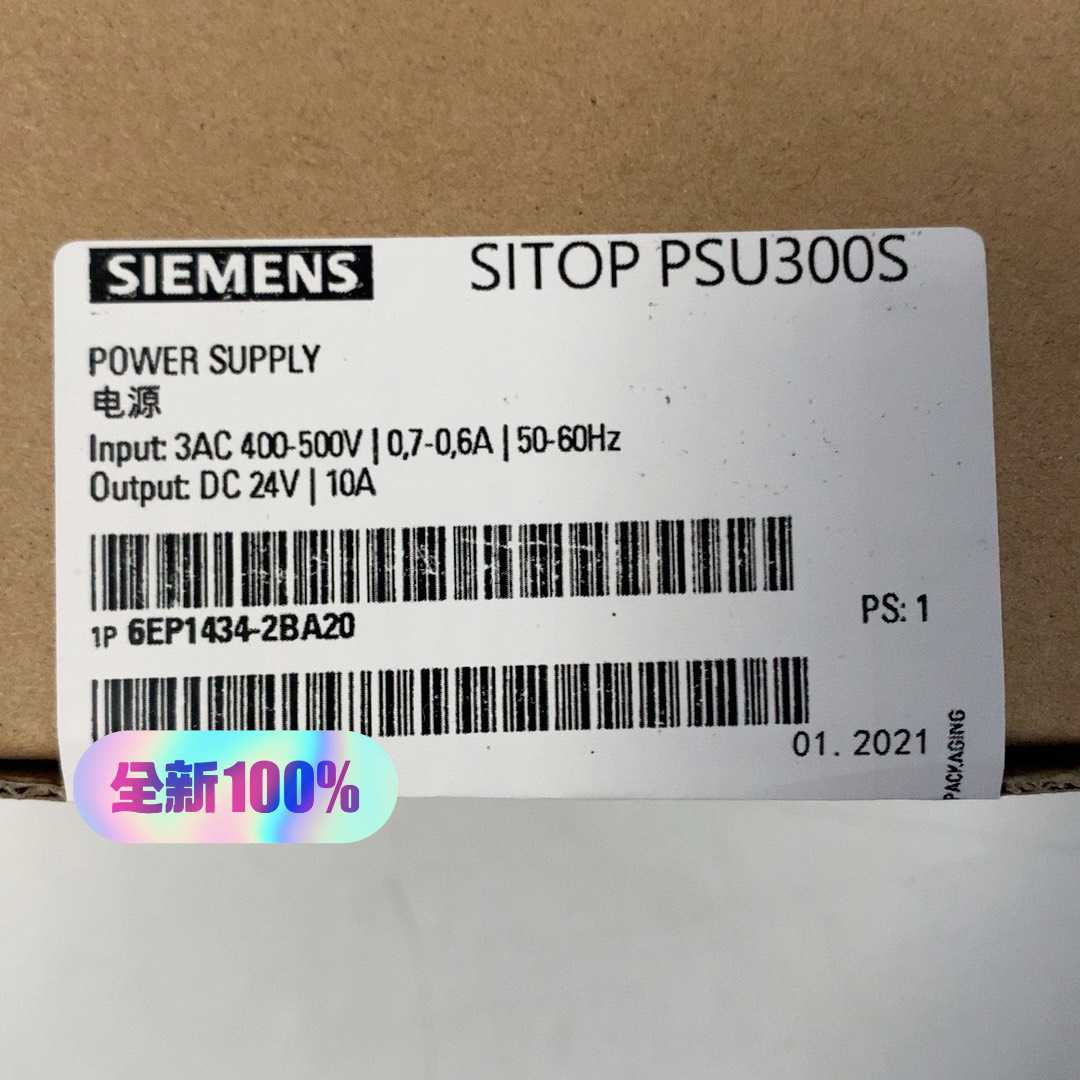 SIEMENS
SITOP PSU300S
POWER SUPPLY
电源
Input: 3AC 400-500V | 0,7-0,6A | 50-60Hz
Output: DC 24V | 10A
1P 6EP1434-2BA20
PS: 1
01. 2021
PACKAGING
全新100%